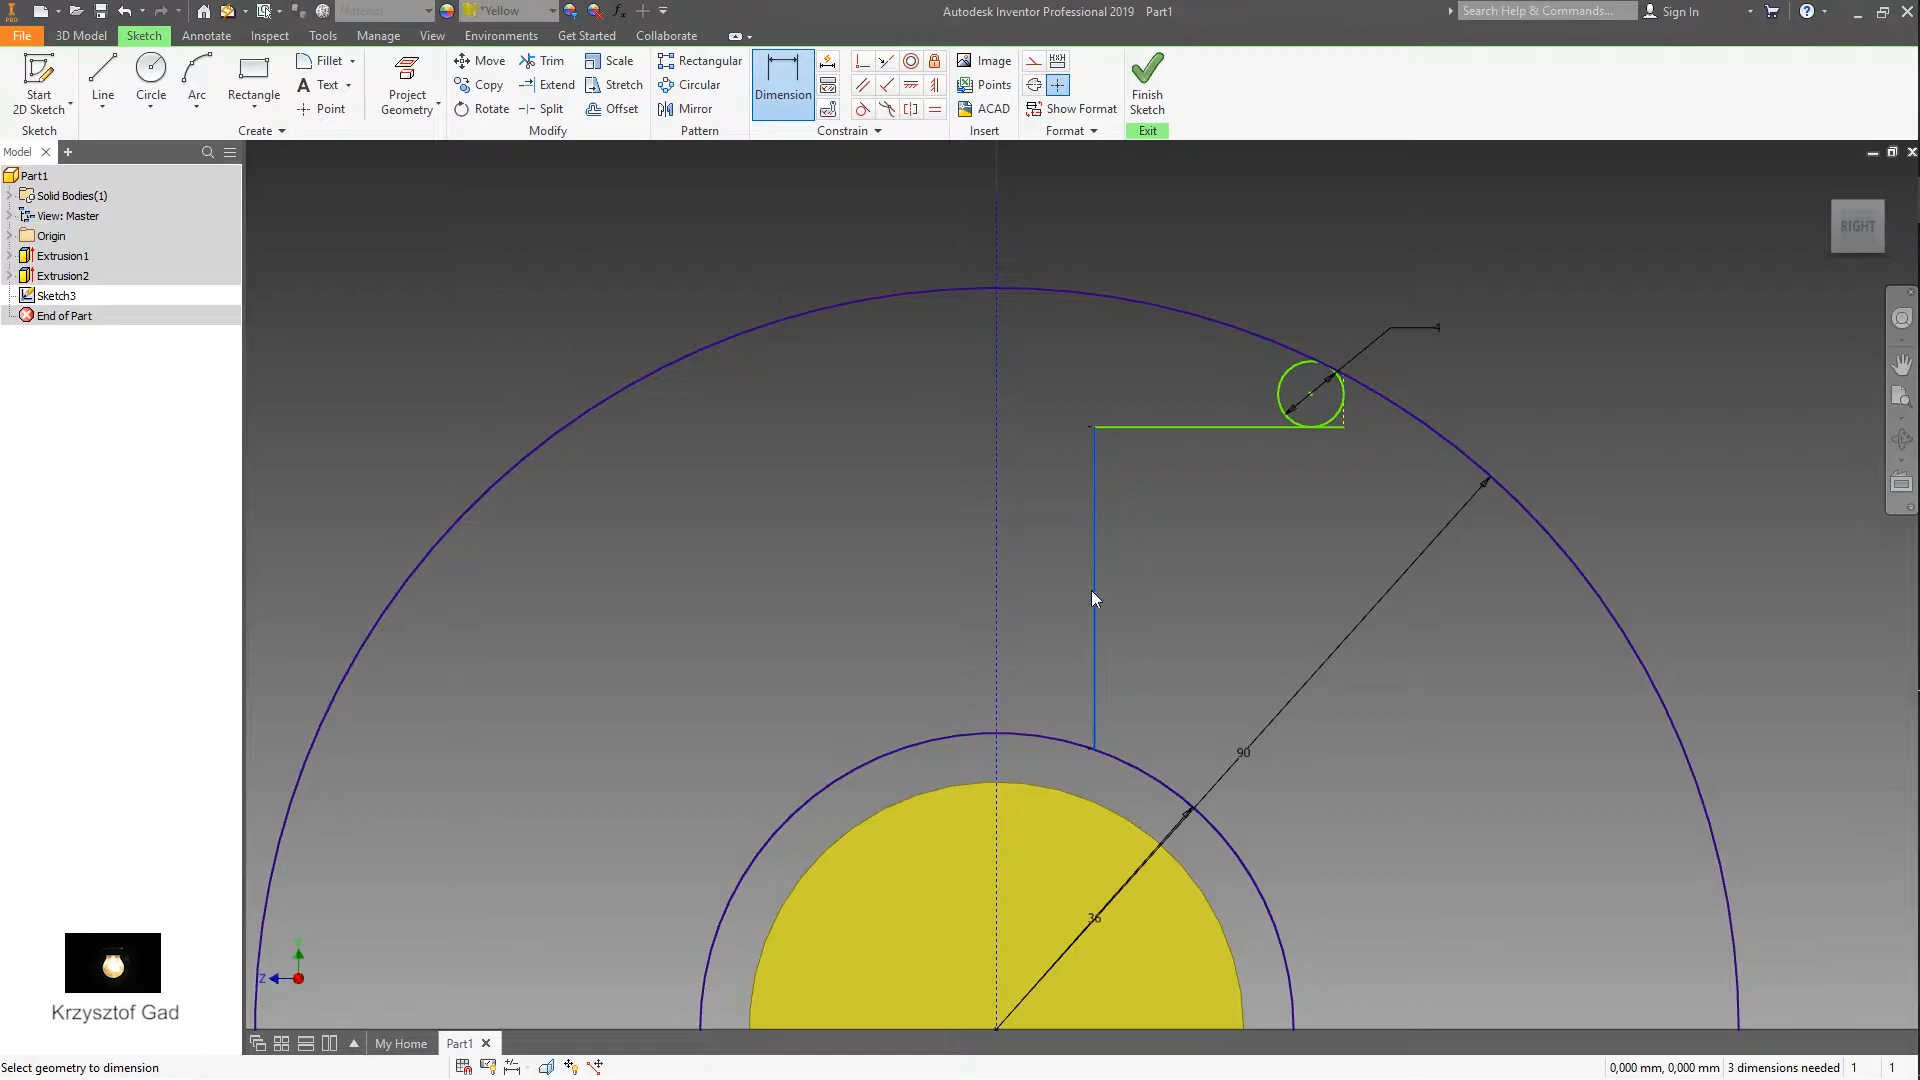 PRO
Material
*Yellow
Autodesk Inventor Professional 2019 Part1
Search Help & Commands...
Sign In
File
3D Model
Sketch
Annotate
Inspect
Tools
Manage
View
Environments
Get Started
Collaborate
Start
2D Sketch
Line
Circle
Arc
Rectangle
Fillet
Text
Point
Project
Geometry
Move
Copy
Rotate
Trim
Extend
Split
Scale
Stretch
Offset
Rectangular
Circular
Mirror
Dimension
Image
Points
ACAD
Show Format
Finish
Sketch
Sketch
Create
Modify
Pattern
Constrain
Insert
Format
Exit
Model
Part1
Solid Bodies(1)
View: Master
Origin
Extrusion1
Extrusion2
Sketch3
End of Part
RIGHT
4
90
36
Y
Z
Krzysztof Gad
My Home
Part1
Select geometry to dimension
0,000 mm, 0,000 mm
3 dimensions needed
1
1